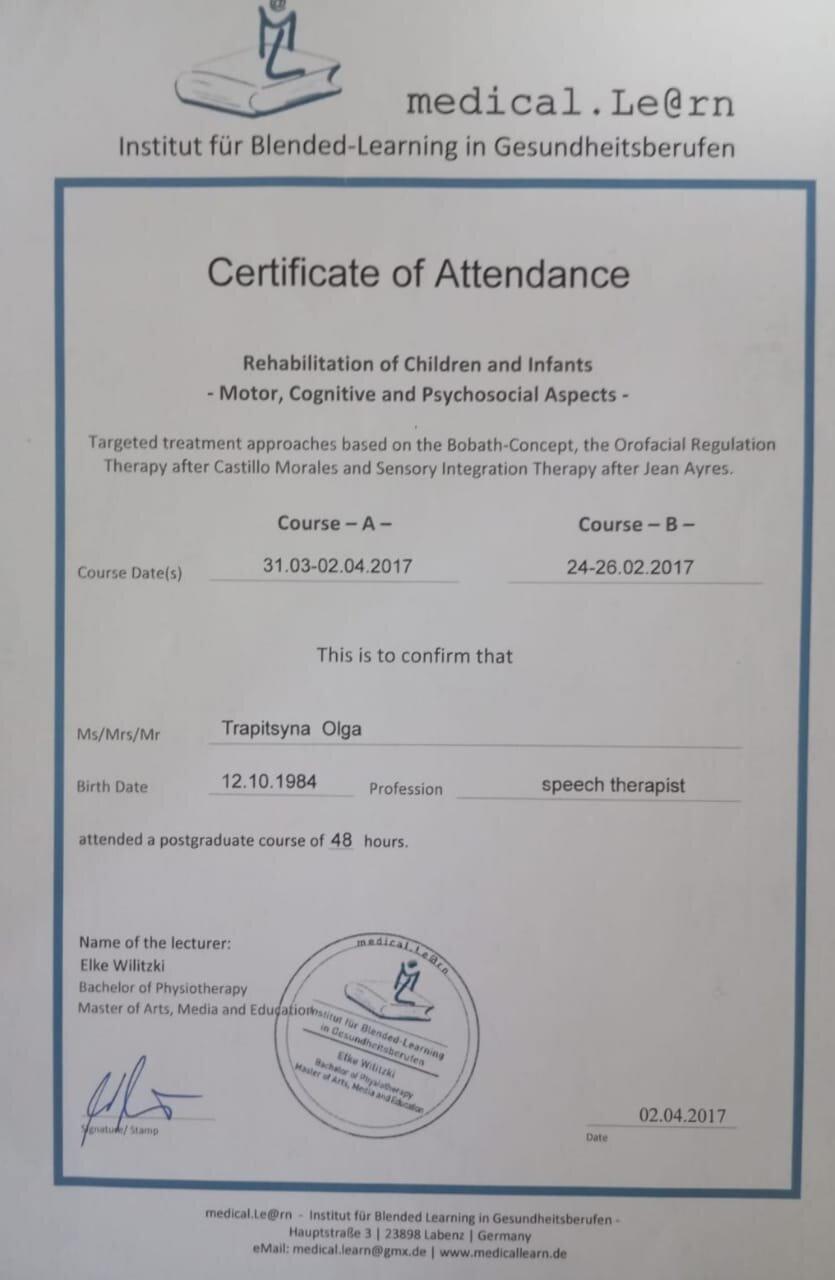 medical.Le@rn
Institut für Blended-Learning in Gesundheitsberufen
Certificate of Attendance
Rehabilitation of Children and Infants
- Motor, Cognitive and Psychosocial Aspects -
Targeted treatment approaches based on the Bobath-Concept, the Orofacial Regulation
Therapy after Castillo Morales and Sensory Integration Therapy after Jean Ayres.
Course – A – Course – B –
Course Date(s) 31.03-02.04.2017 24-26.02.2017
This is to confirm that
Ms/Mrs/Mr Trapitsyna Olga
Birth Date 12.10.1984 Profession speech therapist
attended a postgraduate course of 48 hours.
Name of the lecturer:
Elke Wilitzki
Bachelor of Physiotherapy
Master of Arts, Media and Education
medical.Le@rn
Institut für Blended-Learning
in Gesundheitsberufen
Elke Wilitzki
Bachelor of Physiotherapy
Master of Arts, Media and Education
Signature/ Stamp
02.04.2017
Date
medical.Le@rn - Institut für Blended Learning in Gesundheitsberufen -
Hauptstraße 3 | 23898 Labenz | Germany
eMail: medical.learn@gmx.de | www.medicallearn.de